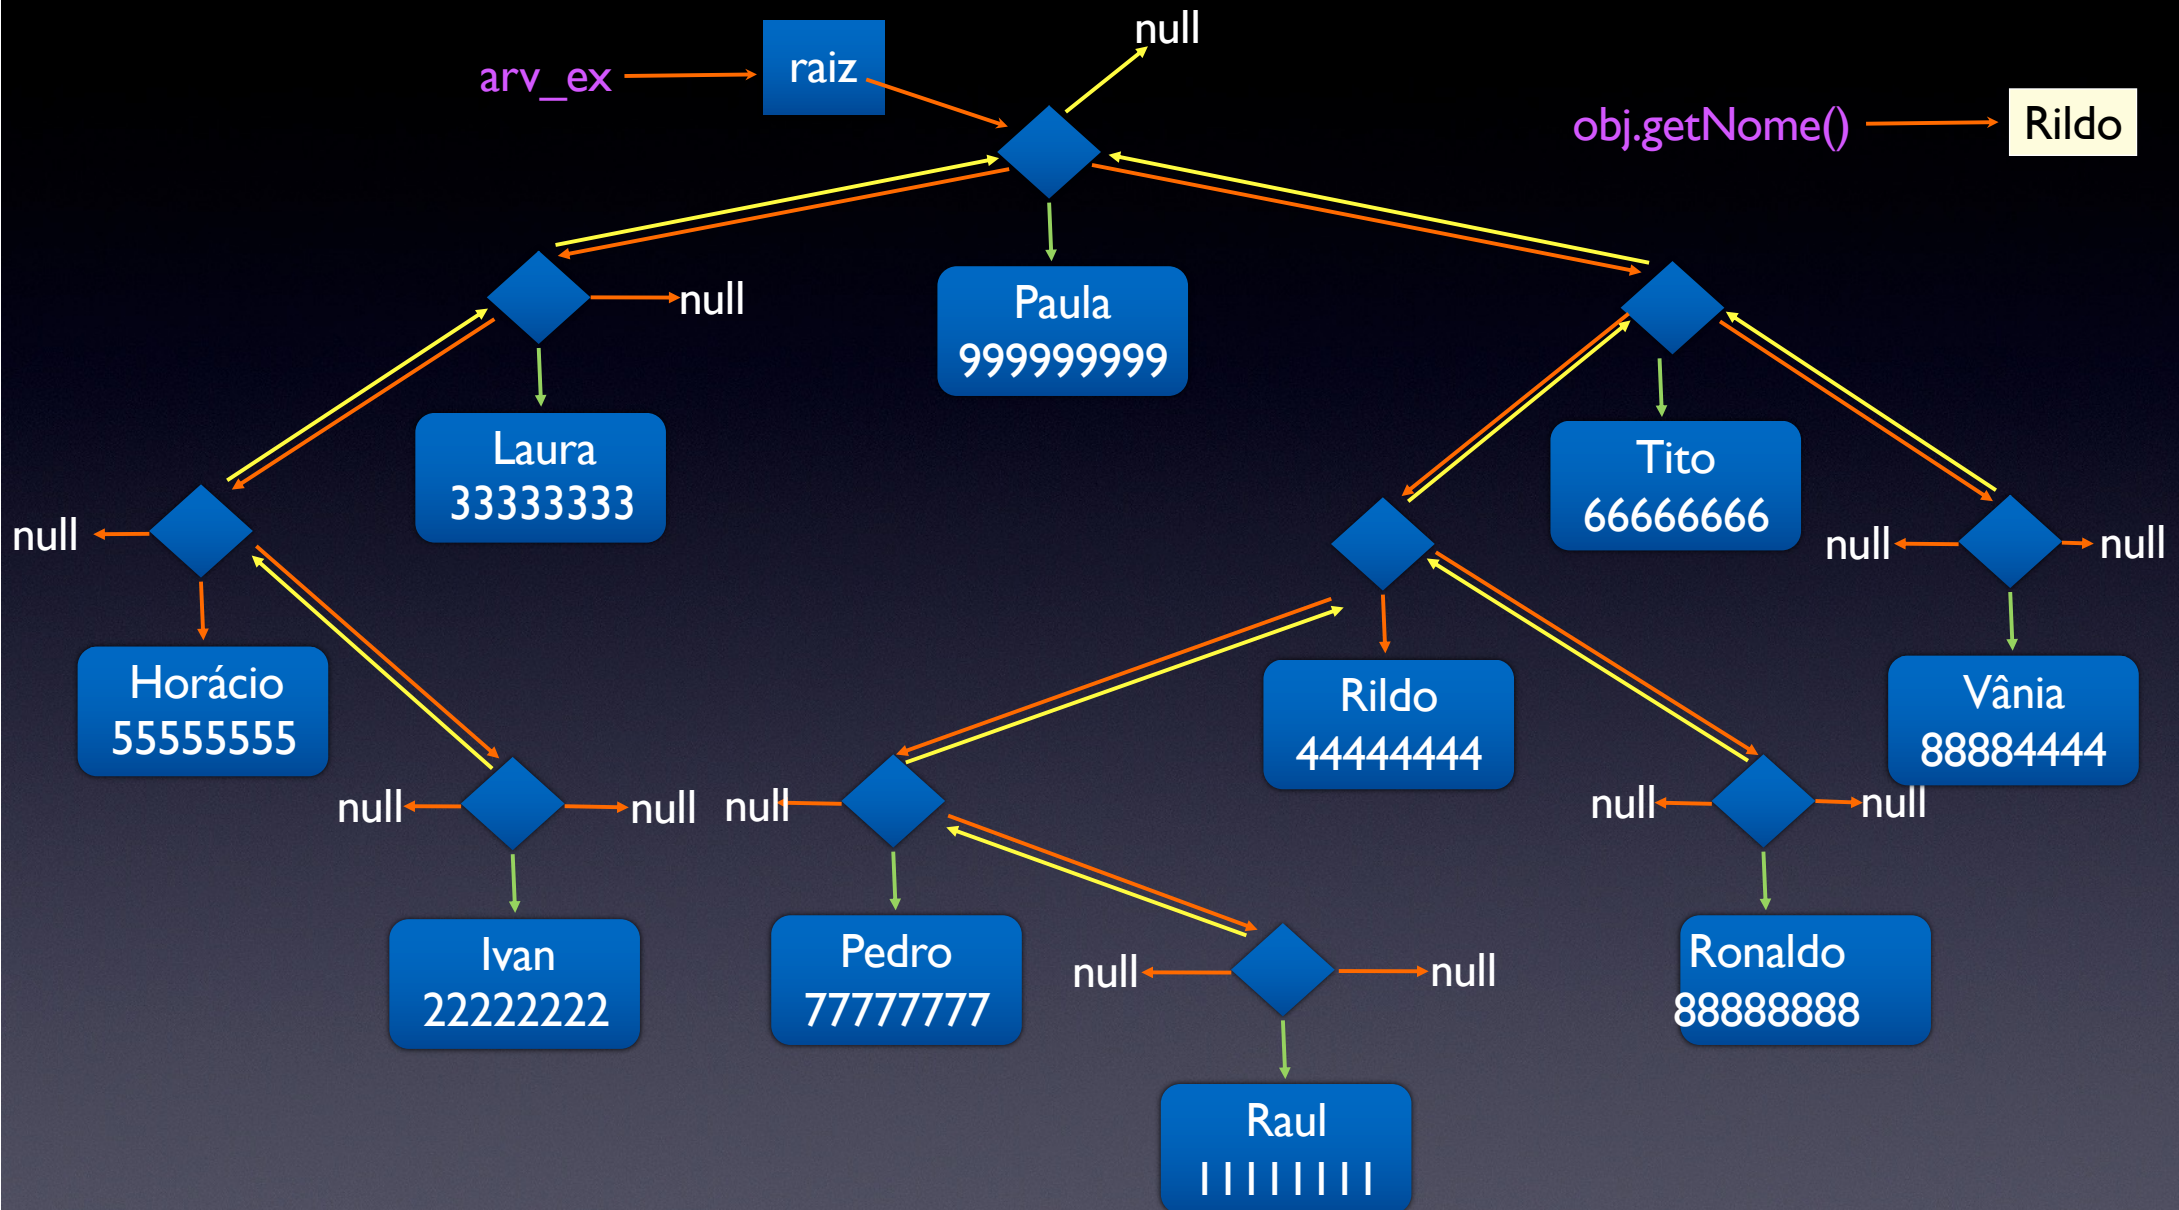 null
raiz
arv_ex
obj.getNome()
Rildo
null
Paula
999999999
Laura
33333333
Tito
66666666
null
null
null
Horácio
55555555
Rildo
44444444
Vânia
88884444
null
null
null
null
null
Ivan
22222222
Pedro
77777777
null
null
Ronaldo
88888888
Raul
11111111